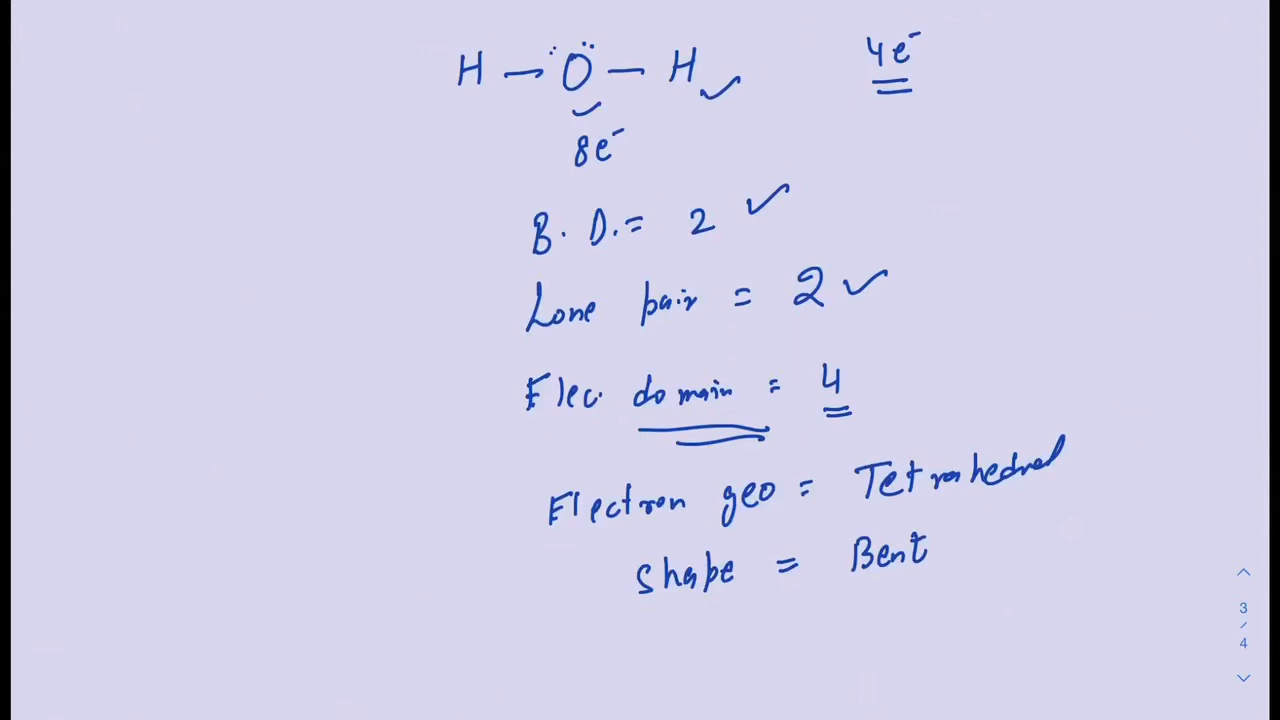 H — Ö — H 4e⁻
8e⁻
B. D. = 2
Lone pair = 2
Elec. domain = 4
Electron geo = Tetrahedral
Shape = Bent
3
/
4